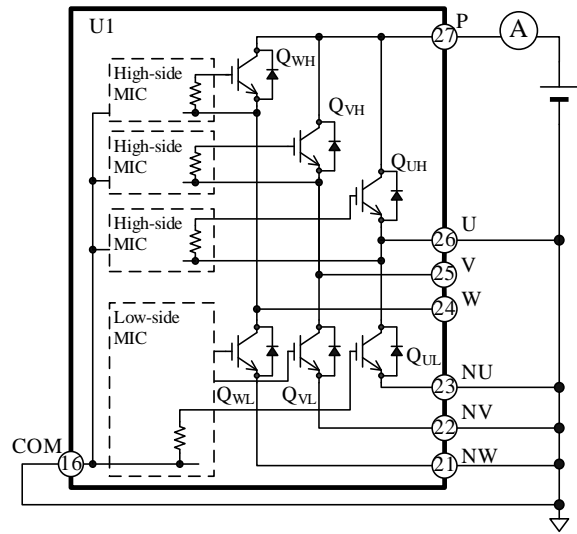 U1
P
27
A
QWH
High-side
MIC
QVH
High-side
MIC
QUH
High-side
MIC
U
26
V
25
W
24
Low-side
MIC
QUL
NU
23
QWL
QVL
NV
22
COM
16
NW
21